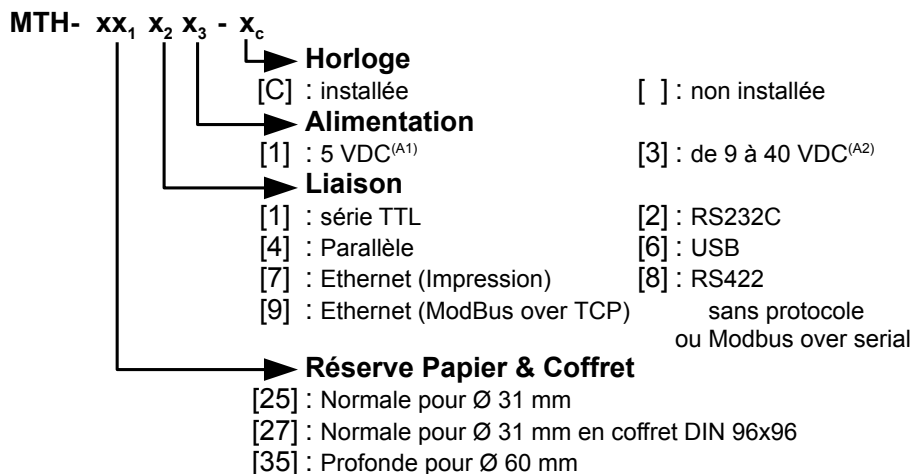 MTH- xx₁ x₂ x₃ - x꜀
Horloge
[C] : installée [ ] : non installée
Alimentation
[1] : 5 VDC(A1) [3] : de 9 à 40 VDC(A2)
Liaison
[1] : série TTL [2] : RS232C
[4] : Parallèle [6] : USB
[7] : Ethernet (Impression) [8] : RS422
[9] : Ethernet (ModBus over TCP) sans protocole
ou Modbus over serial
Réserve Papier & Coffret
[25] : Normale pour Ø 31 mm
[27] : Normale pour Ø 31 mm en coffret DIN 96x96
[35] : Profonde pour Ø 60 mm